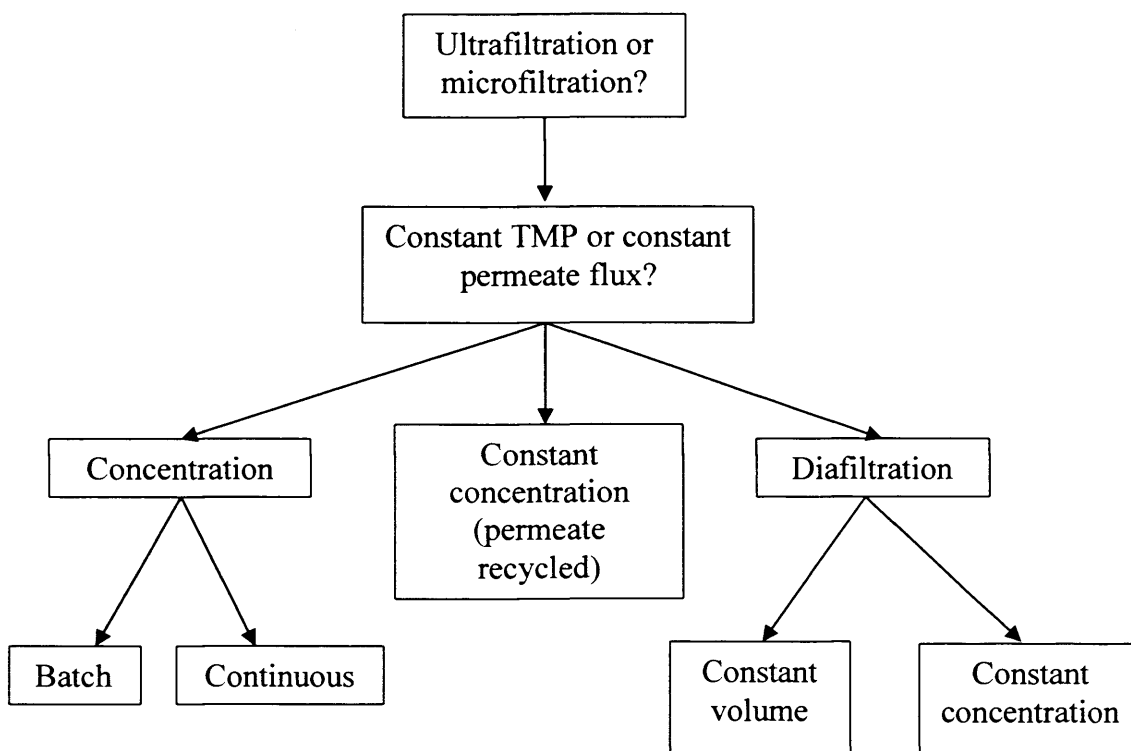 Ultrafiltration or
microfiltration?
Constant TMP or constant
permeate flux?
Concentration
Constant
concentration
(permeate
recycled)
Diafiltration
Batch
Continuous
Constant
volume
Constant
concentration